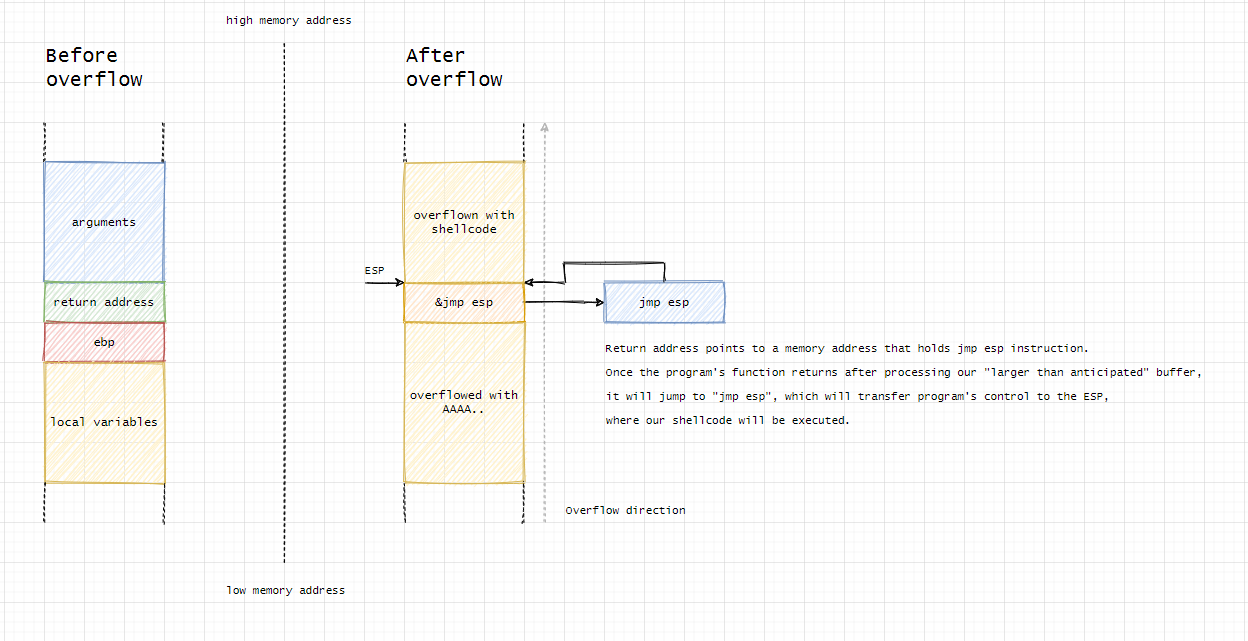 high memory address
Before
overflow
After
overflow
arguments
overflown with
shellcode
ESP
return address
&jmp esp
jmp esp
ebp
Return address points to a memory address that holds jmp esp instruction.
Once the program's function returns after processing our "larger than anticipated" buffer,
it will jump to "jmp esp", which will transfer program's control to the ESP,
where our shellcode will be executed.
overflowed with
AAAA..
local variables
Overflow direction
low memory address